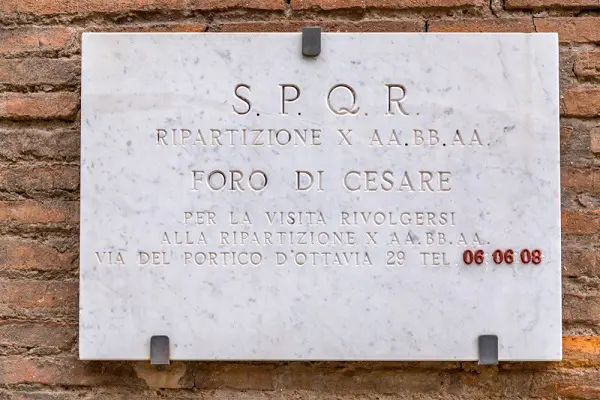 S. P. Q. R.
RIPARTIZIONE X AA.BB.AA.
FORO DI CESARE
PER LA VISITA RIVOLGERSI
ALLA RIPARTIZIONE X AA.BB.AA.
VIA DEL PORTICO D'OTTAVIA 29 TEL. 06 06 08